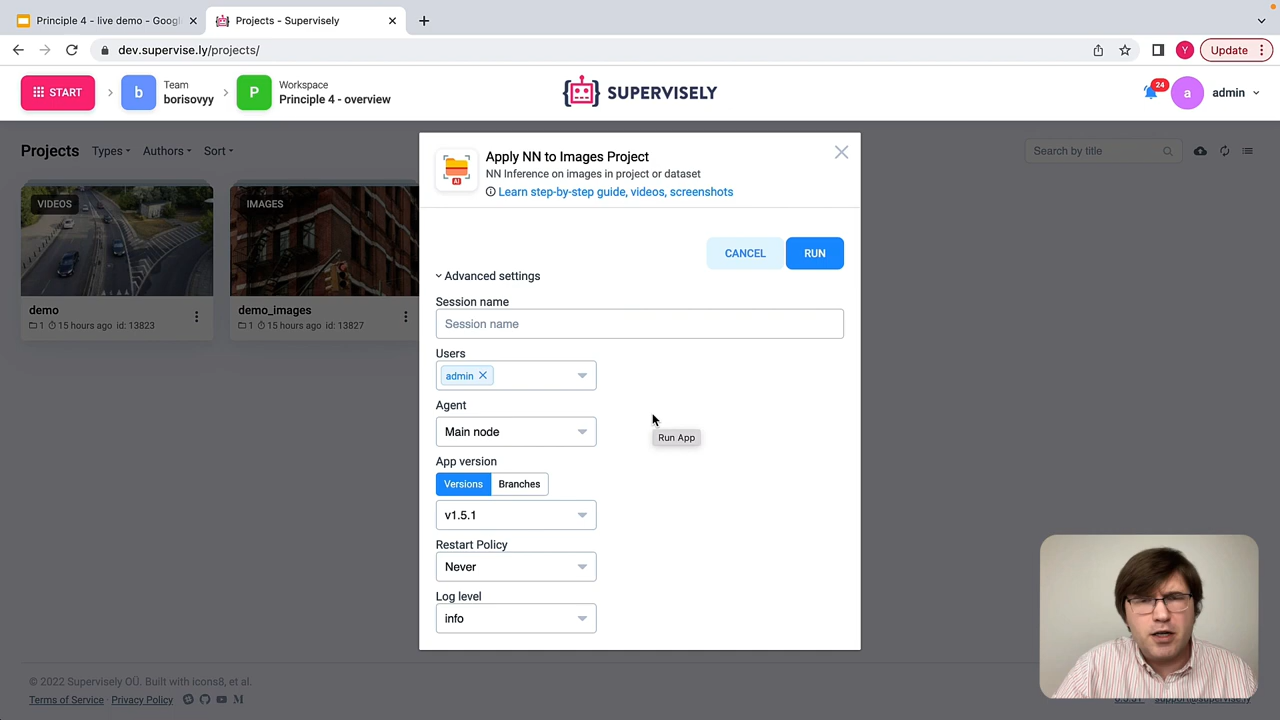 Principle 4 - live demo - Googl
Projects - Supervisely
dev.supervise.ly/projects/
Y
Update
START
b
Team
borisovyy
P
Workspace
Principle 4 - overview
SUPERVISELY
24
a
admin
Projects
Types
Authors
Sort
Search by title
VIDEOS
demo
1 15 hours ago id: 13823
IMAGES
demo_images
1 15 hours ago id: 13827
AI
Apply NN to Images Project
NN Inference on images in project or dataset
Learn step-by-step guide, videos, screenshots
CANCEL
RUN
Advanced settings
Session name
Session name
Users
admin
Agent
Main node
Run App
App version
Versions
Branches
v1.5.1
Restart Policy
Never
Log level
info
© 2022 Supervisely OÜ. Built with icons8, et al.
Terms of Service · Privacy Policy